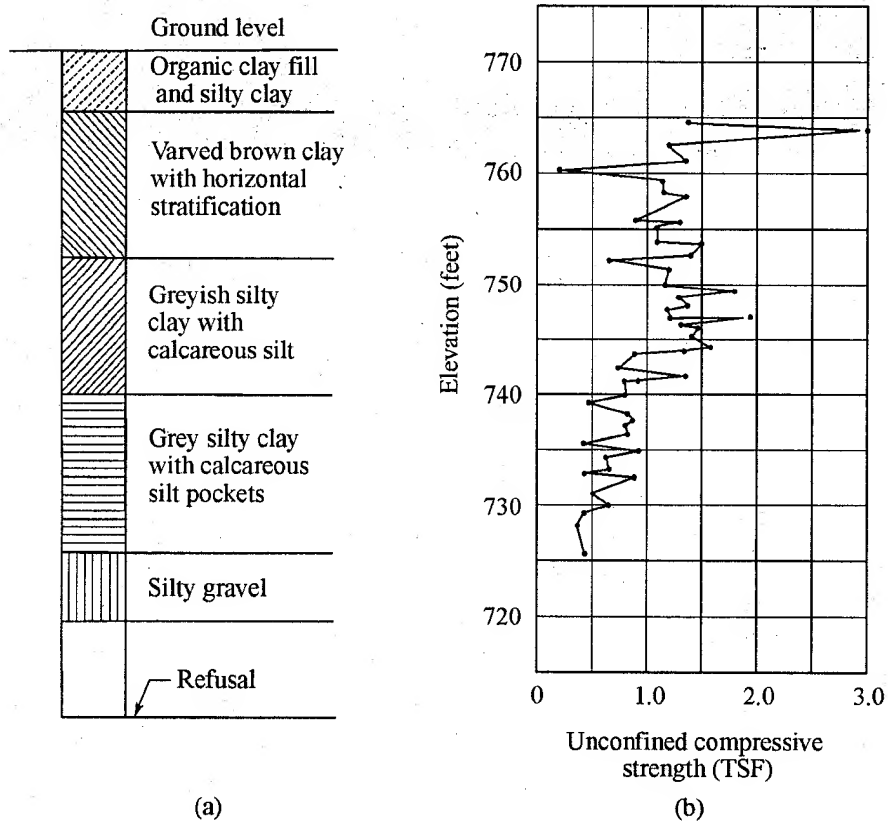 Ground level
Organic clay fill
and silty clay
Varved brown clay
with horizontal
stratification
Greyish silty
clay with
calcareous silt
Grey silty clay
with calcareous
silt pockets
Silty gravel
Refusal
(a)
Elevation (feet)
770
760
750
740
730
720
0
1.0
2.0
3.0
Unconfined compressive
strength (TSF)
(b)